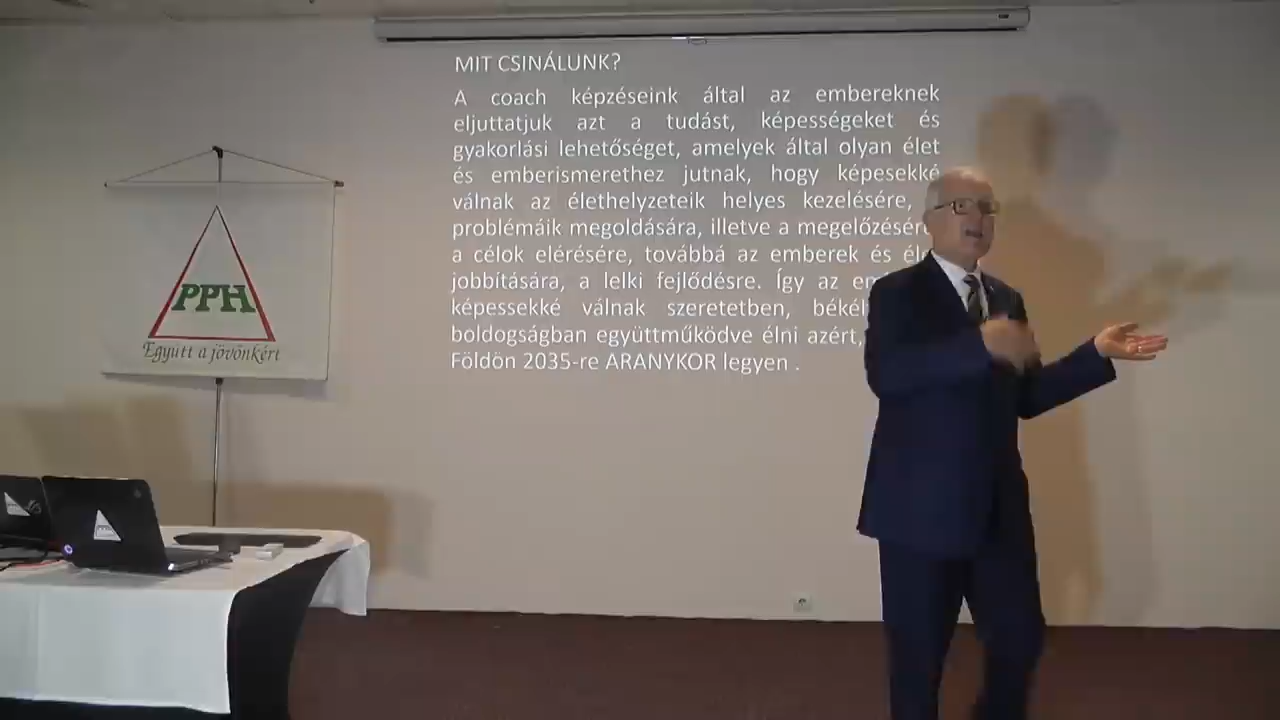 MIT CSINÁLUNK?
A coach képzéseink által az embereknek
eljuttatjuk azt a tudást, képességeket és
gyakorlási lehetőséget, amelyek által olyan élet
és emberismerethez jutnak, hogy képesekké
válnak az élethelyzeteik helyes kezelésére,
problémáik megoldására, illetve a megelőzésér
a célok elérésére, továbbá az emberek és
jobbítására, a lelki fejlődésre. Így az
képessekké válnak szeretetben,
boldogságban együttműködve élni azért,
Földön 2035-re ARANYKOR legyen .
PPH
Együtt a jövőnkért